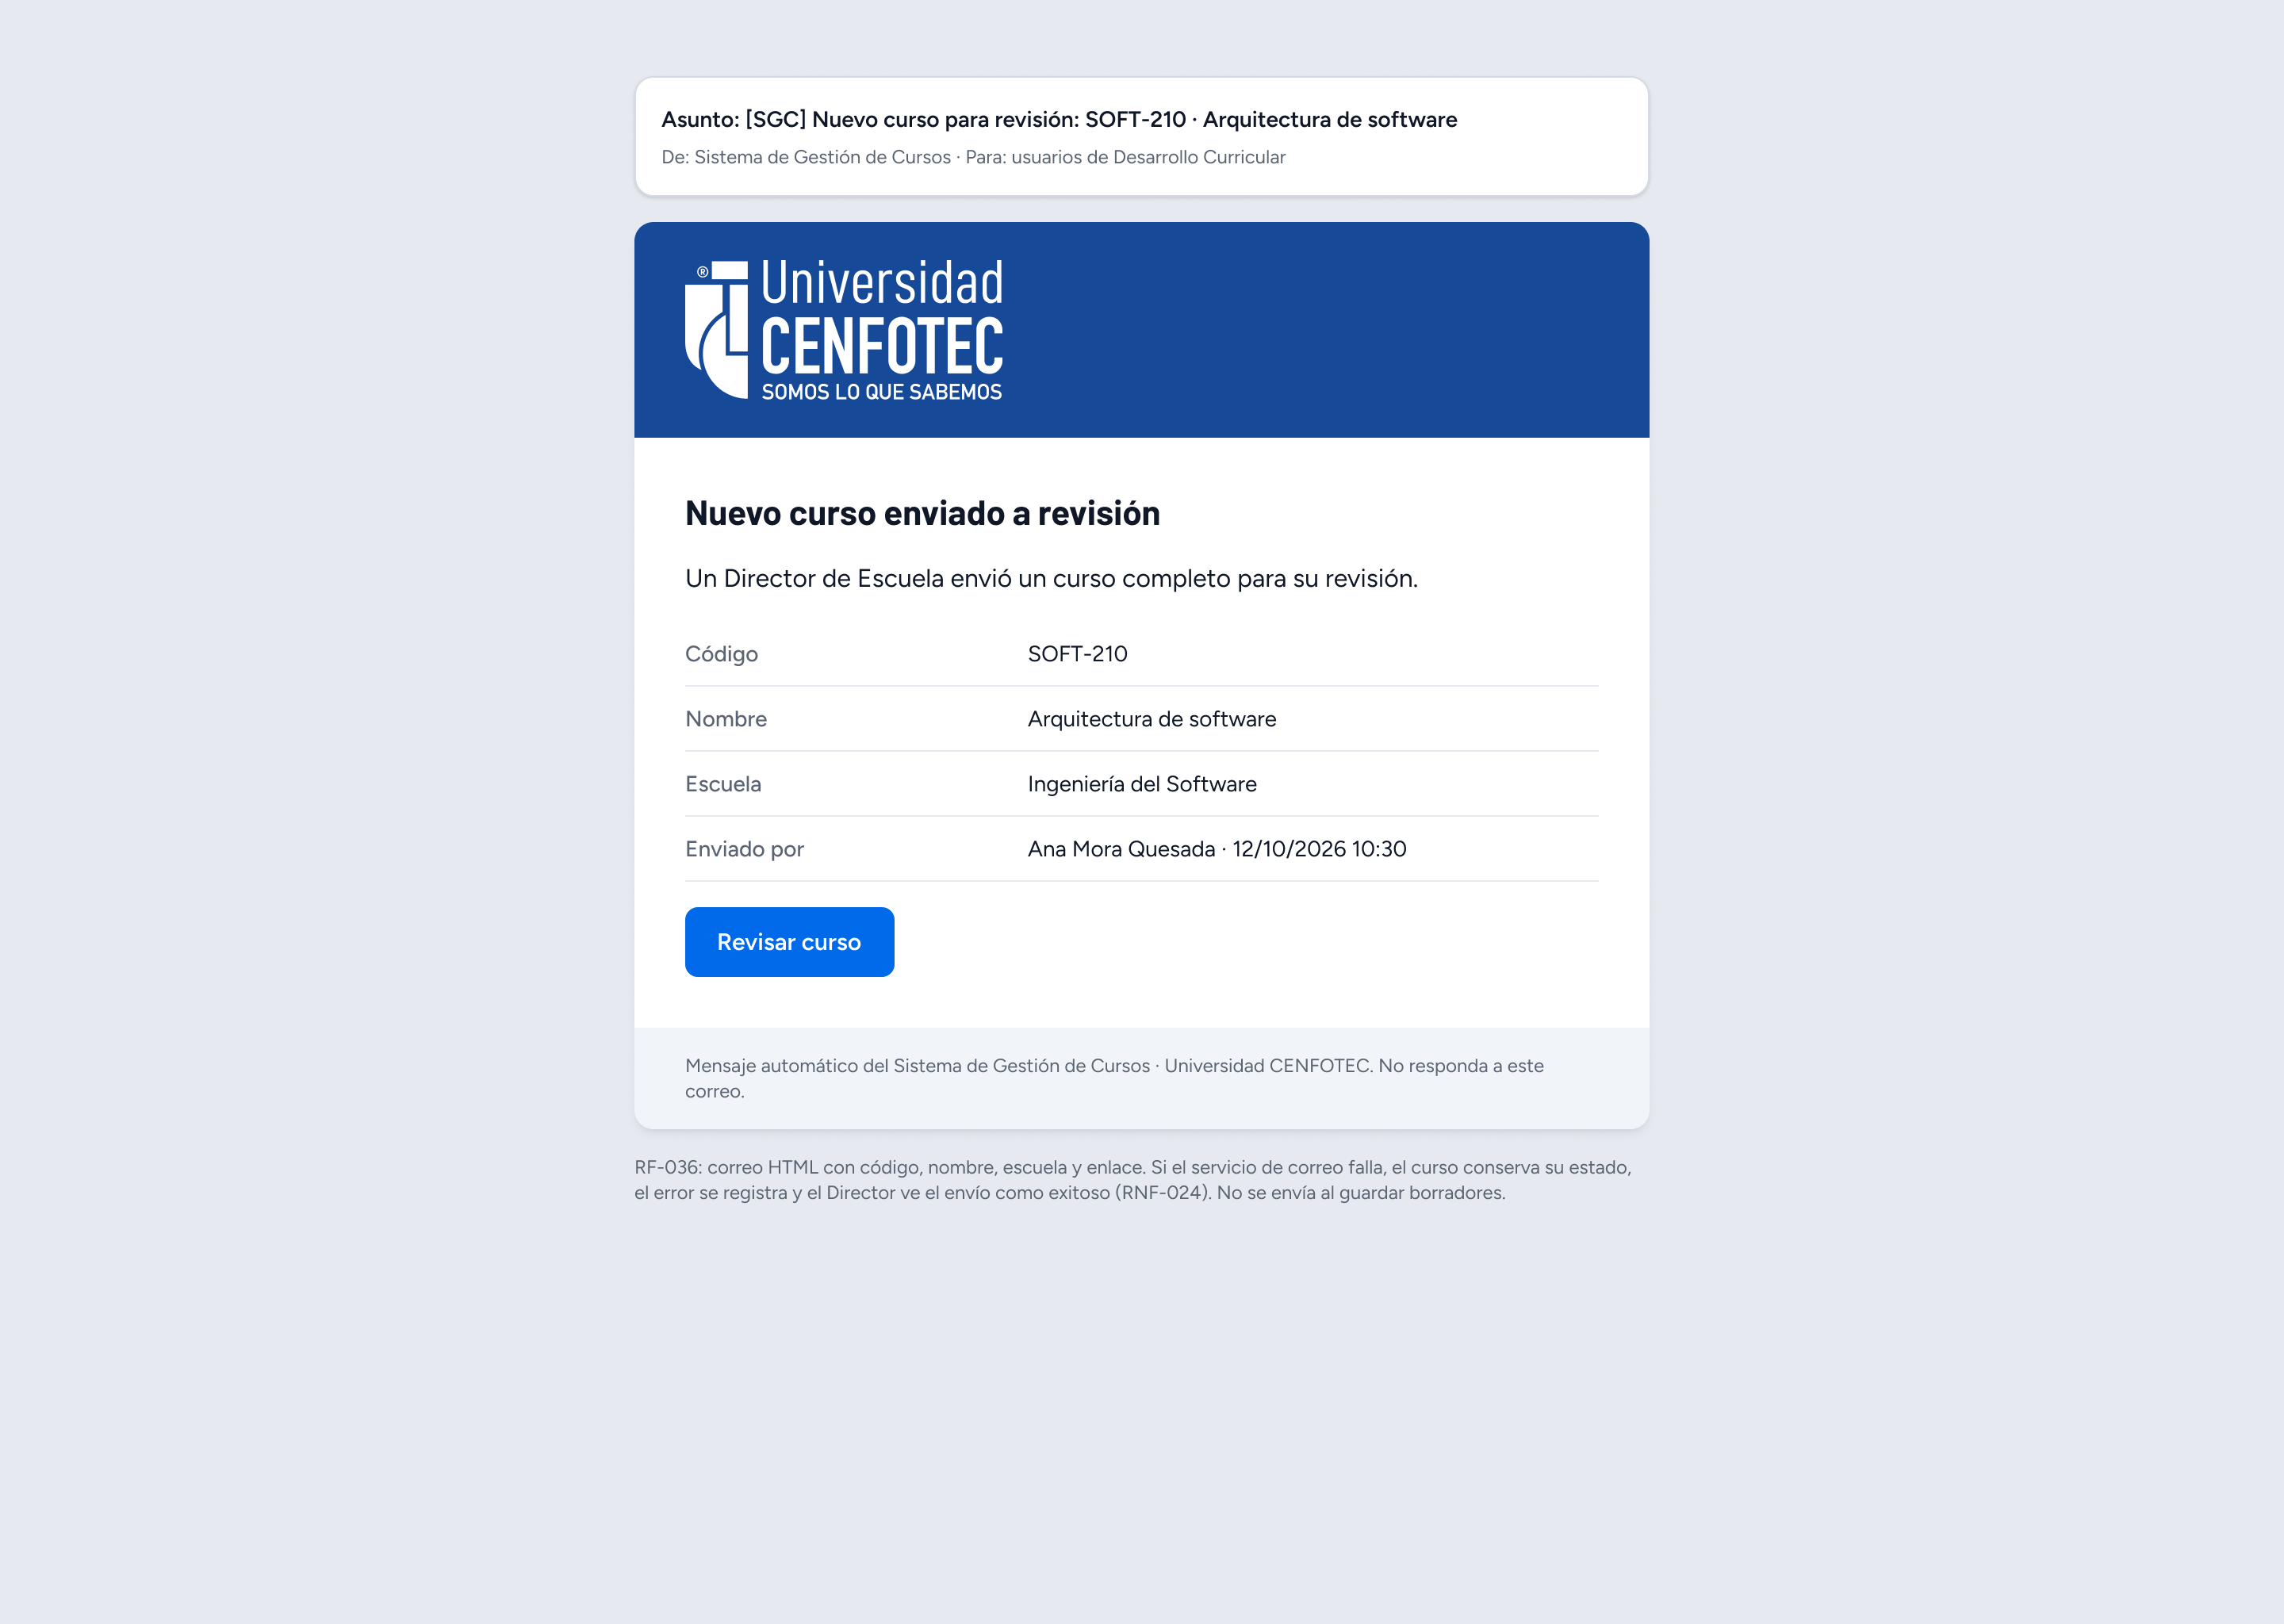 Asunto: [SGC] Nuevo curso para revisión: SOFT-210 · Arquitectura de software
De: Sistema de Gestión de Cursos · Para: usuarios de Desarrollo Curricular
®
Universidad
CENFOTEC
SOMOS LO QUE SABEMOS
Nuevo curso enviado a revisión
Un Director de Escuela envió un curso completo para su revisión.
Código SOFT-210
Nombre Arquitectura de software
Escuela Ingeniería del Software
Enviado por Ana Mora Quesada · 12/10/2026 10:30
Revisar curso
Mensaje automático del Sistema de Gestión de Cursos · Universidad CENFOTEC. No responda a este
correo.
RF-036: correo HTML con código, nombre, escuela y enlace. Si el servicio de correo falla, el curso conserva su estado,
el error se registra y el Director ve el envío como exitoso (RNF-024). No se envía al guardar borradores.